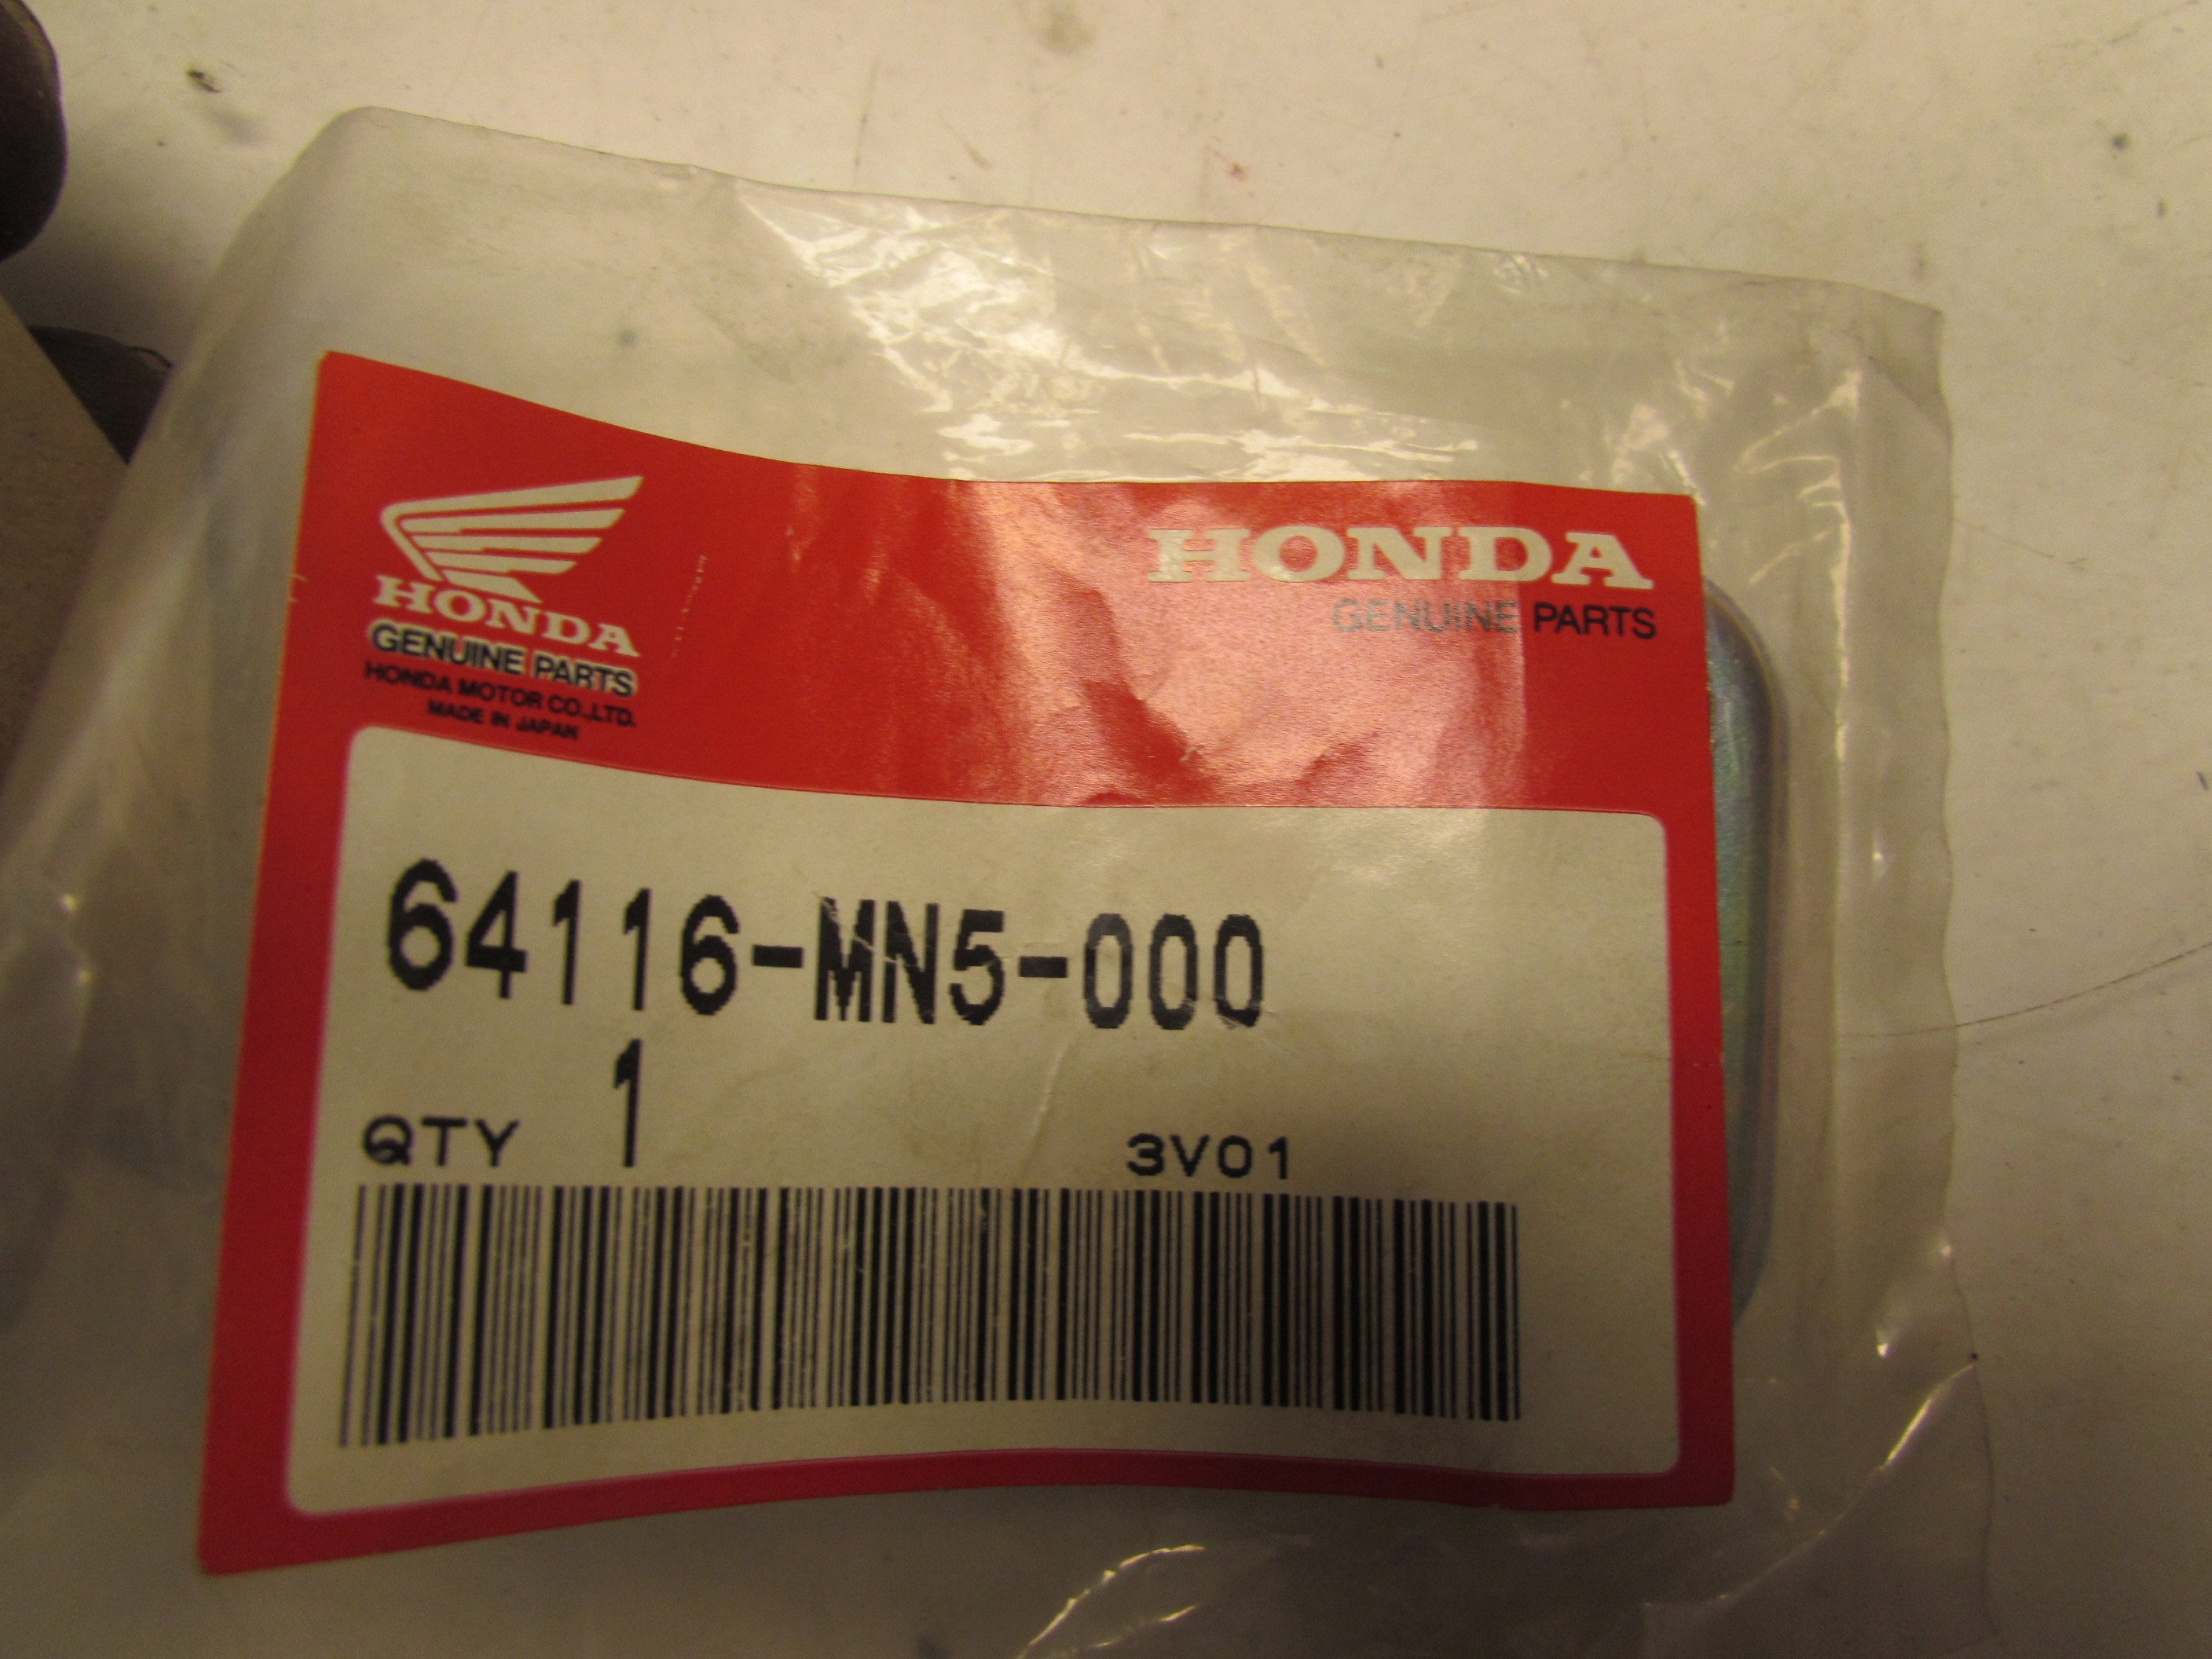 HONDA
GENUINE PARTS
HONDA MOTOR CO.,LTD.
MADE IN JAPAN
HONDA
GENUINE PARTS
64116-MN5-000
QTY 1 3V01